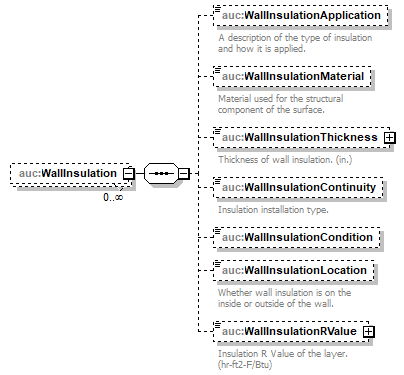 auc:WallInsulationApplication
A description of the type of insulation
and how it is applied.
auc:WallInsulationMaterial
Material used for the structural
component of the surface.
auc:WallInsulationThickness
Thickness of wall insulation. (in.)
auc:WallInsulation
0..∞
auc:WallInsulationContinuity
Insulation installation type.
auc:WallInsulationCondition
auc:WallInsulationLocation
Whether wall insulation is on the
inside or outside of the wall.
auc:WallInsulationRValue
Insulation R Value of the layer.
(hr-ft2-F/Btu)